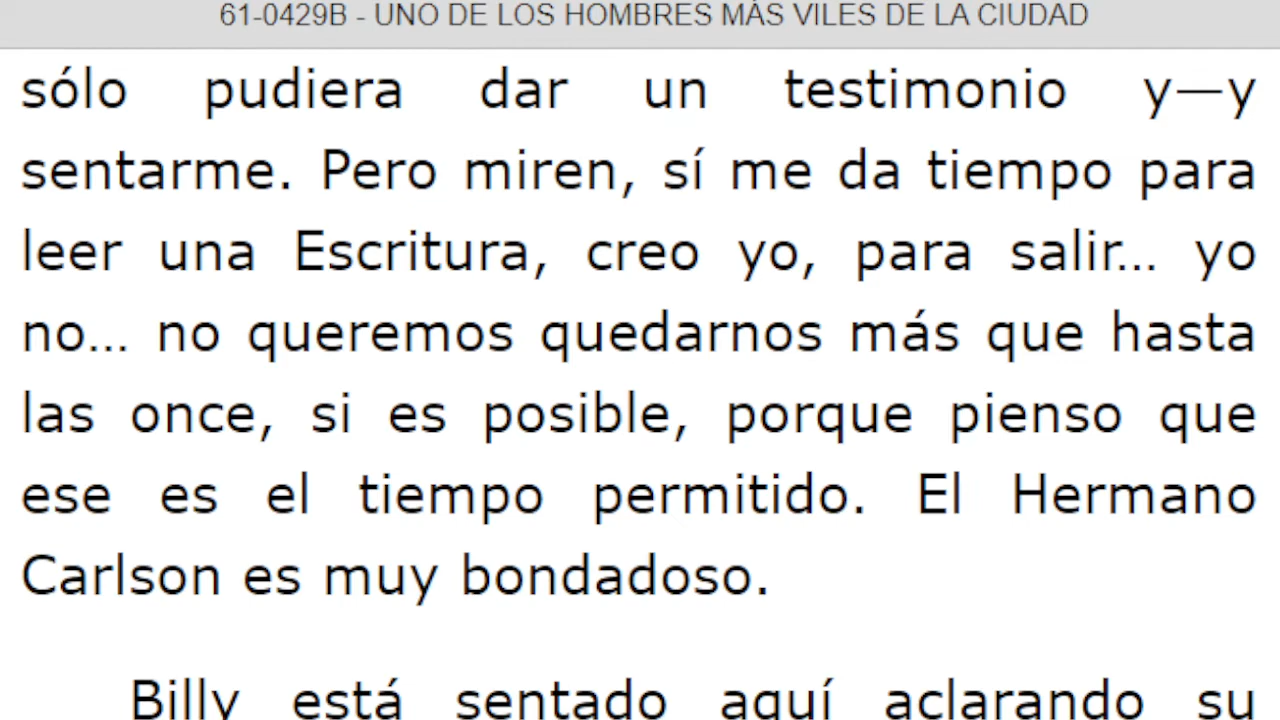 61-0429B - UNO DE LOS HOMBRES MÁS VILES DE LA CIUDAD
sólo pudiera dar un testimonio y—y
sentarme. Pero miren, sí me da tiempo para
leer una Escritura, creo yo, para salir... yo
no... no queremos quedarnos más que hasta
las once, si es posible, porque pienso que
ese es el tiempo permitido. El Hermano
Carlson es muy bondadoso.
Billy está sentado aquí aclarando su